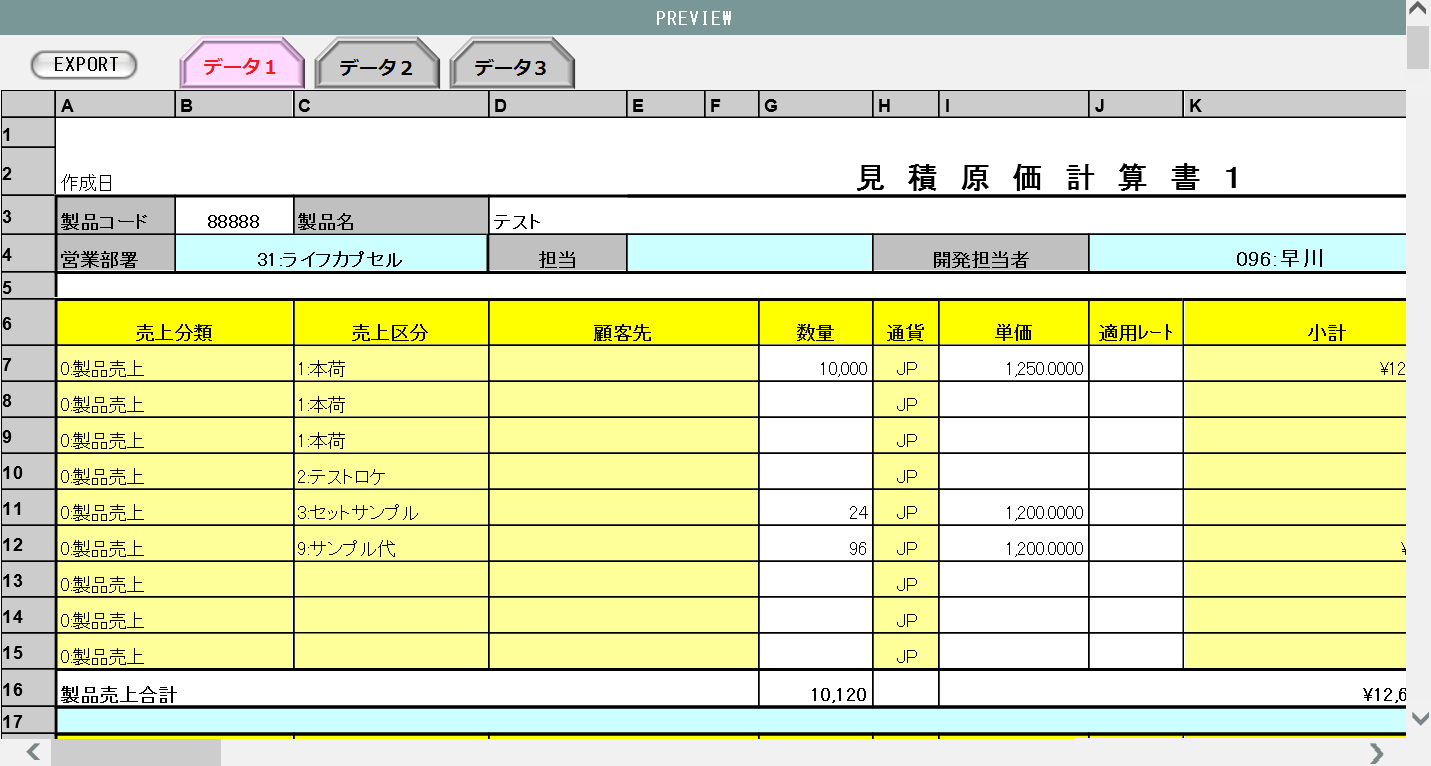 PREVIEW
EXPORT データ1 データ2 データ3
A B C D E F G H I J K
1
2 作成日 見積原価計算書1
3 製品コード 88888 製品名 テスト
4 営業部署 31:ライフカプセル 担当 開発担当者 096:早川
5
6 売上分類 売上区分 顧客先 数量 通貨 単価 適用レート 小計
7 0:製品売上 1:本荷 10,000 JP 1,250.0000 ¥12
8 0:製品売上 1:本荷 JP
9 0:製品売上 1:本荷 JP
10 0:製品売上 2:テストロケ JP
11 0:製品売上 3:セットサンプル 24 JP 1,200.0000
12 0:製品売上 9:サンプル代 96 JP 1,200.0000 ¥
13 0:製品売上 JP
14 0:製品売上 JP
15 0:製品売上 JP
16 製品売上合計 10,120 ¥12,6
17